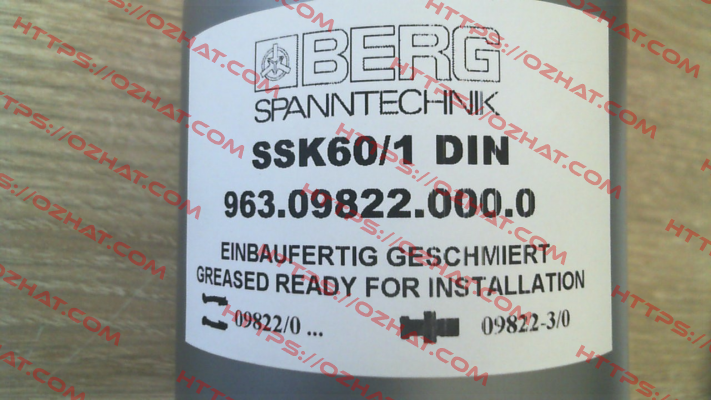 BERG
SPANNTECHNIK
SSK60/1 DIN
963.09822.000.0
EINBAUFERTIG GESCHMIERT
GREASED READY FOR INSTALLATION
09822/0 ... 09822-3/0
HTTPS://OZHAT.COM